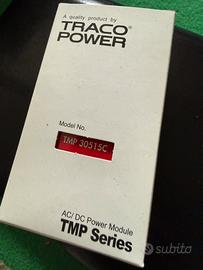 A quality product by
TRACO®
POWER
Model No.
TMP 30515C
AC/DC Power Module
TMP Series
subito